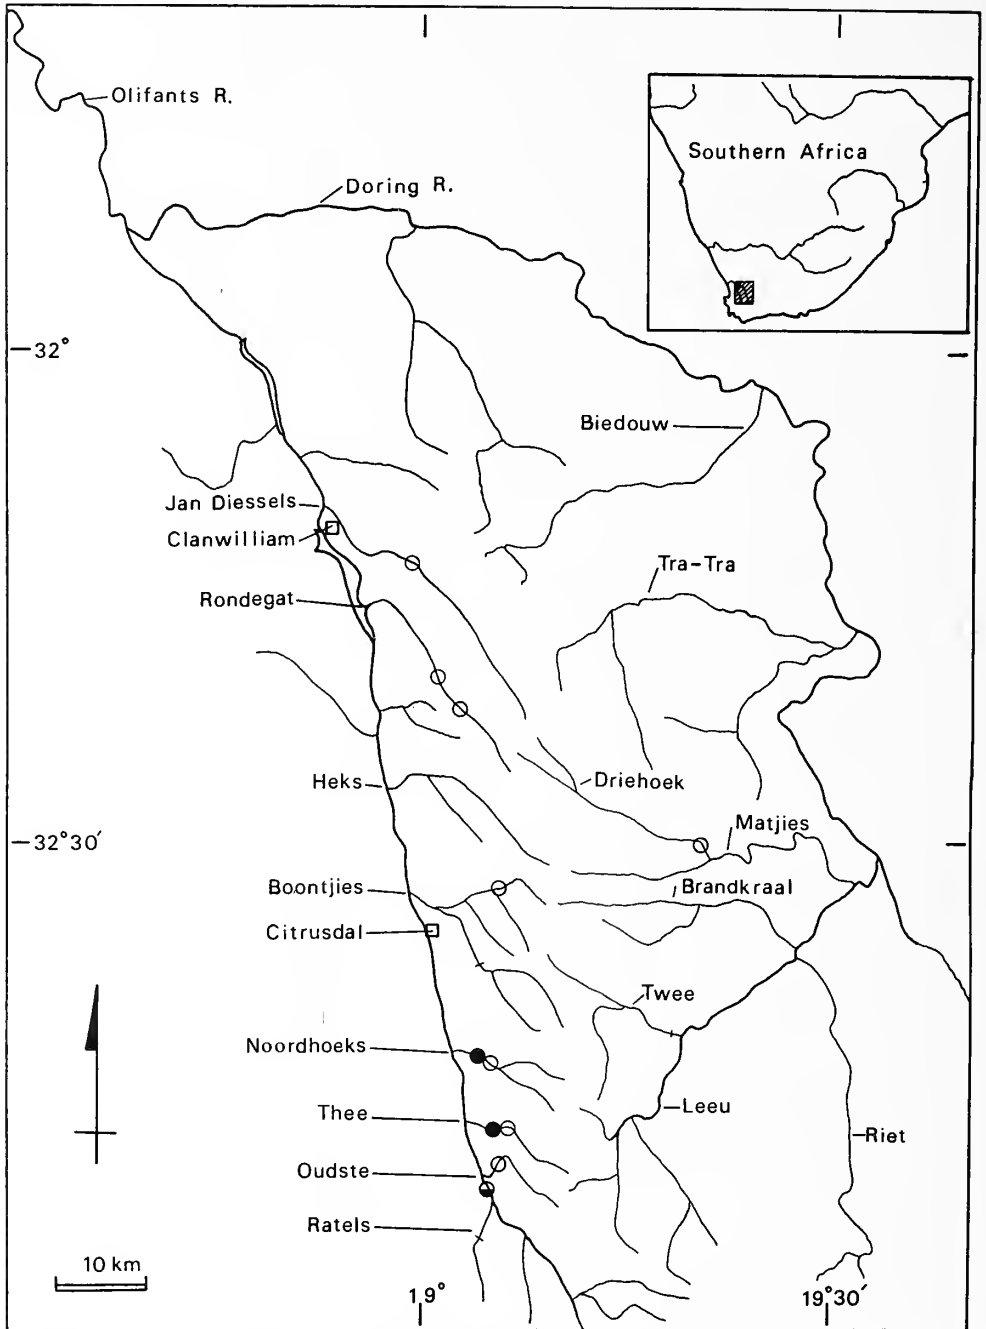 Olifants R.
Doring R.
Southern Africa
32°
Biedouw
Jan Diessels
Clanwilliam
Tra-Tra
Rondegat
Heks
Driehoek
Matjies
32°30′
Boontjies
Brandkraal
Citrusdal
Twee
Noordhoeks
Leeu
Thee
Riet
Oudste
Ratels
10 km
19°
19°30′